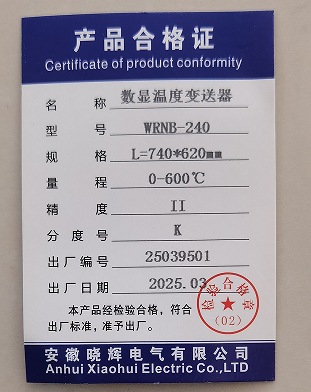 产品合格证
Certificate of product conformity
名称 数显温度变送器
型号 WRNB-240
规格 L=740*620mm
量程 0-600℃
精度 II
分度号 K
出厂编号 25039501
出厂日期 2025.03
检验合格章
(02)
本产品经检验合格，符合
出厂标准，准予出厂。
安徽晓辉电气有限公司
Anhui Xiaohui Electric Co.,LTD